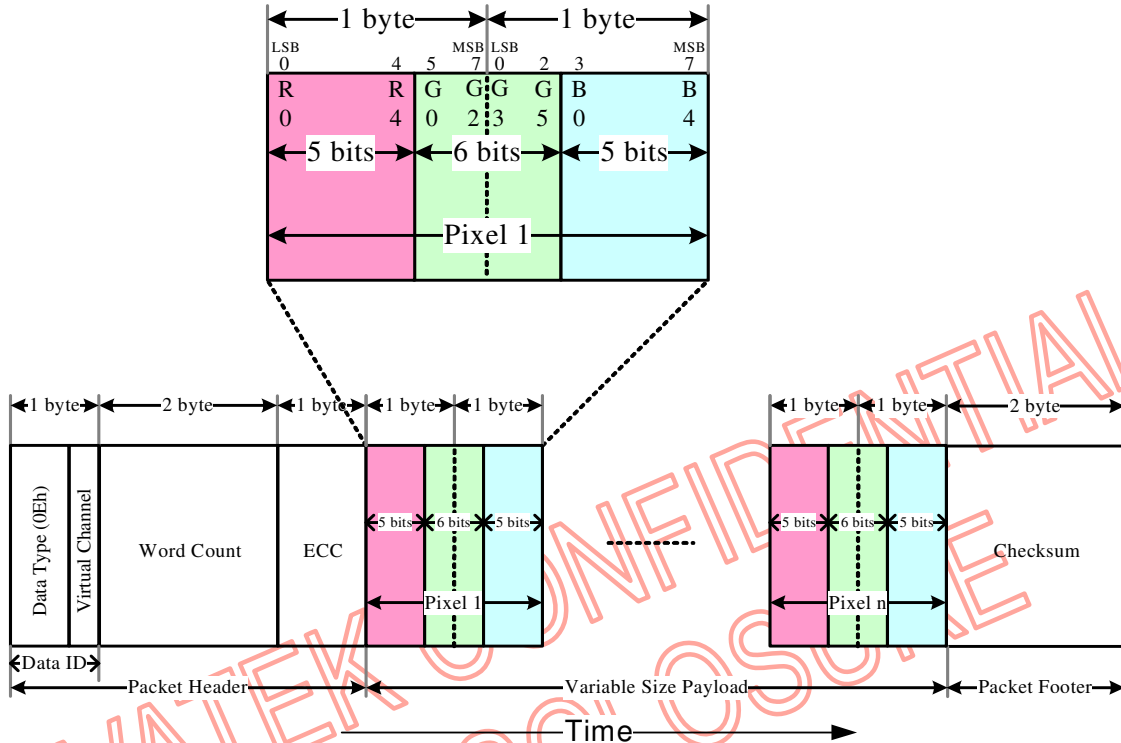 1 byte 1 byte
LSB MSB LSB MSB
0 4 5 7 0 2 3 7
R R G G G G B B
0 4 0 2 3 5 0 4
5 bits 6 bits 5 bits
Pixel 1
1 byte 2 byte 1 byte 1 byte 1 byte 1 byte 1 byte 2 byte
Data Type (0Eh)
Virtual Channel
Word Count
ECC
5 bits 6 bits 5 bits
Pixel 1
5 bits 6 bits 5 bits
Pixel n
Checksum
Data ID
Packet Header Variable Size Payload Packet Footer
Time
CONFIDENTIAL